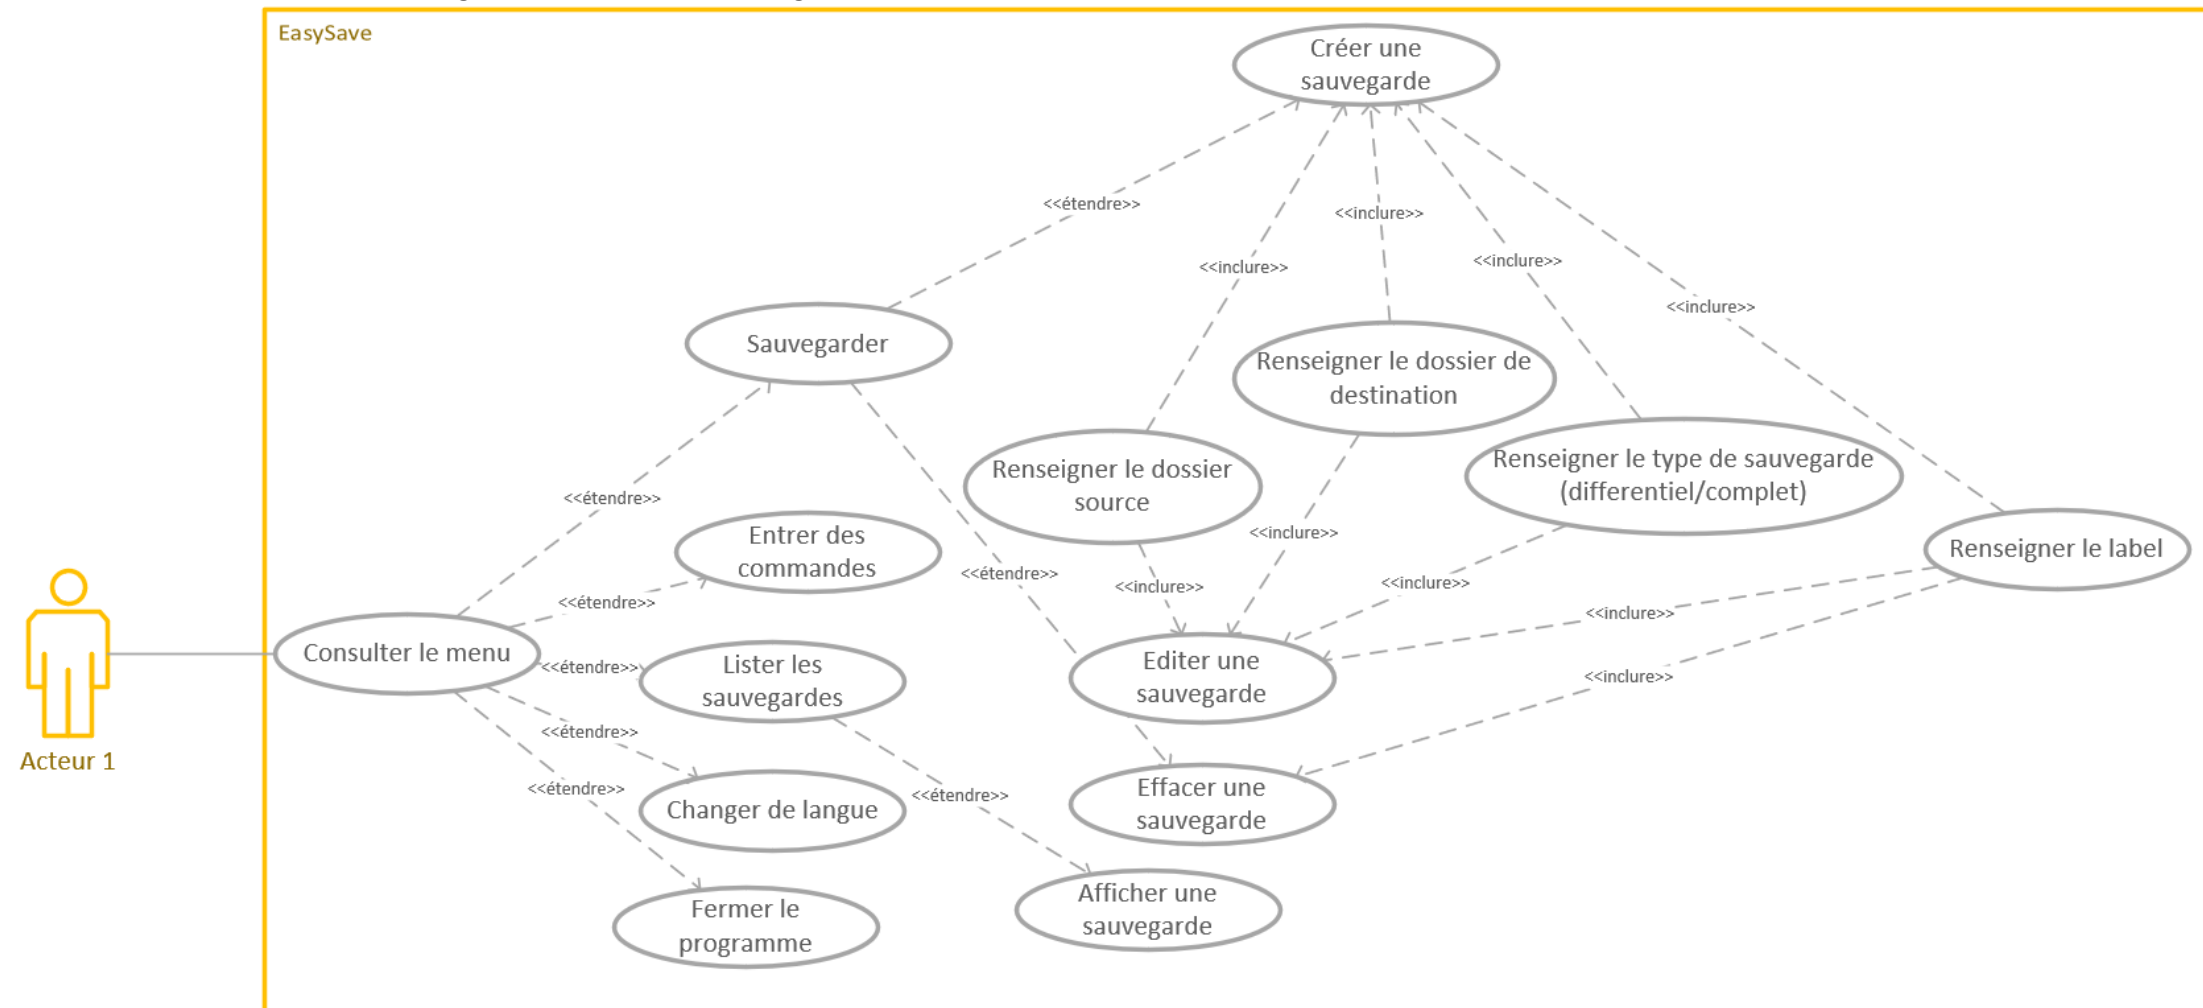 EasySave
Créer une
sauvegarde
<<étendre>>
<<inclure>>
<<inclure>>
<<inclure>>
<<inclure>>
Sauvegarder
Renseigner le dossier de
destination
Renseigner le dossier
source
Renseigner le type de sauvegarde
(differentiel/complet)
Renseigner le label
<<étendre>>
Entrer des
commandes
<<étendre>>
<<étendre>>
<<inclure>>
<<inclure>>
<<inclure>>
<<inclure>>
<<inclure>>
Consulter le menu
<<étendre>>
Lister les
sauvegardes
Editer une
sauvegarde
<<étendre>>
<<étendre>>
Changer de langue
<<étendre>>
Effacer une
sauvegarde
Acteur 1
Fermer le
programme
Afficher une
sauvegarde